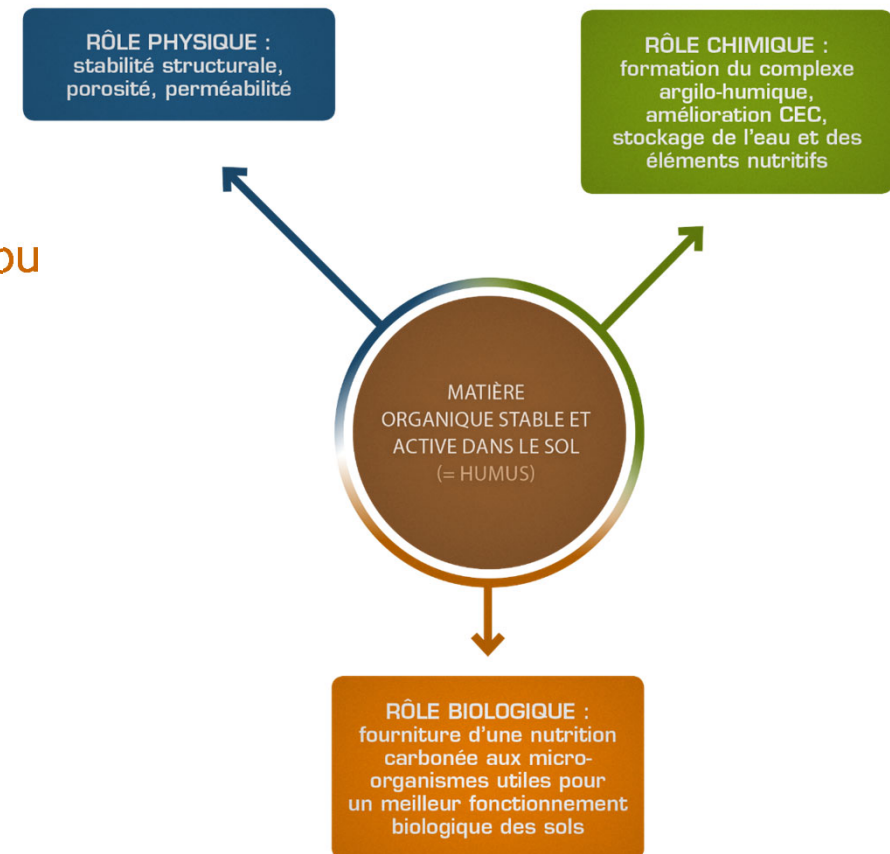 RÔLE PHYSIQUE :
stabilité structurale,
porosité, perméabilité
RÔLE CHIMIQUE :
formation du complexe
argilo-humique,
amélioration CEC,
stockage de l'eau et des
éléments nutritifs
MATIÈRE
ORGANIQUE STABLE ET
ACTIVE DANS LE SOL
(= HUMUS)
RÔLE BIOLOGIQUE :
fourniture d'une nutrition
carbonée aux micro-
organismes utiles pour
un meilleur fonctionnement
biologique des sols